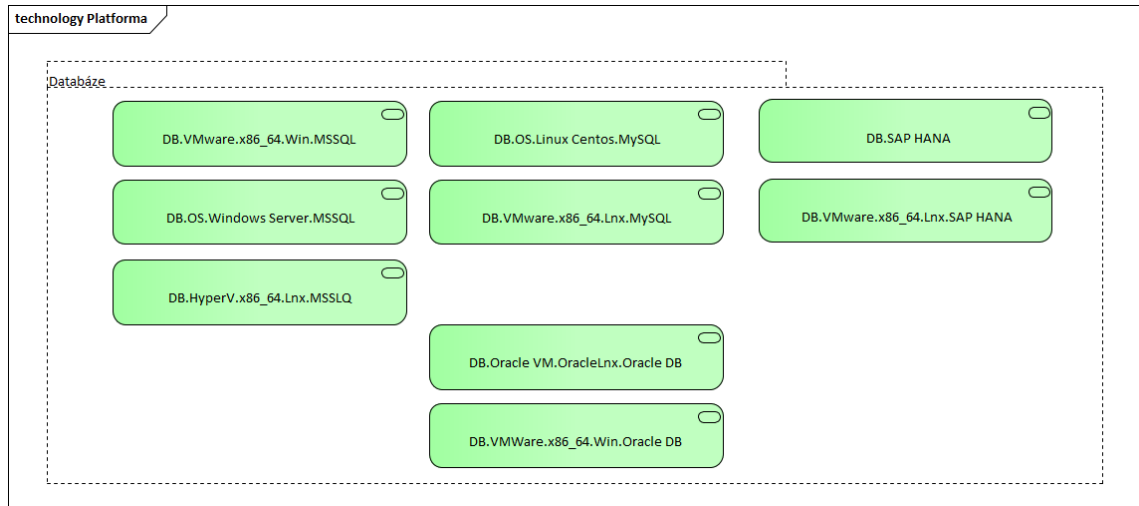 technology Platforma
Databáze
DB.VMware.x86_64.Win.MSSQL
DB.OS.Linux Centos.MySQL
DB.SAP HANA
DB.OS.Windows Server.MSSQL
DB.VMware.x86_64.Lnx.MySQL
DB.VMware.x86_64.Lnx.SAP HANA
DB.HyperV.x86_64.Lnx.MSSLQ
DB.Oracle VM.OracleLnx.Oracle DB
DB.VMWare.x86_64.Win.Oracle DB